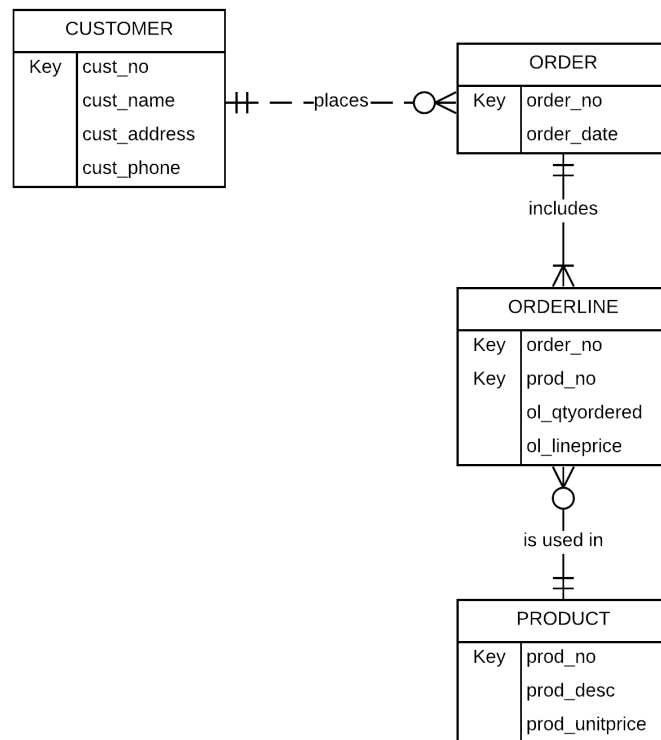 CUSTOMER
Key cust_no
cust_name
cust_address
cust_phone
places
ORDER
Key order_no
order_date
includes
ORDERLINE
Key order_no
Key prod_no
ol_qtyordered
ol_lineprice
is used in
PRODUCT
Key prod_no
prod_desc
prod_unitprice